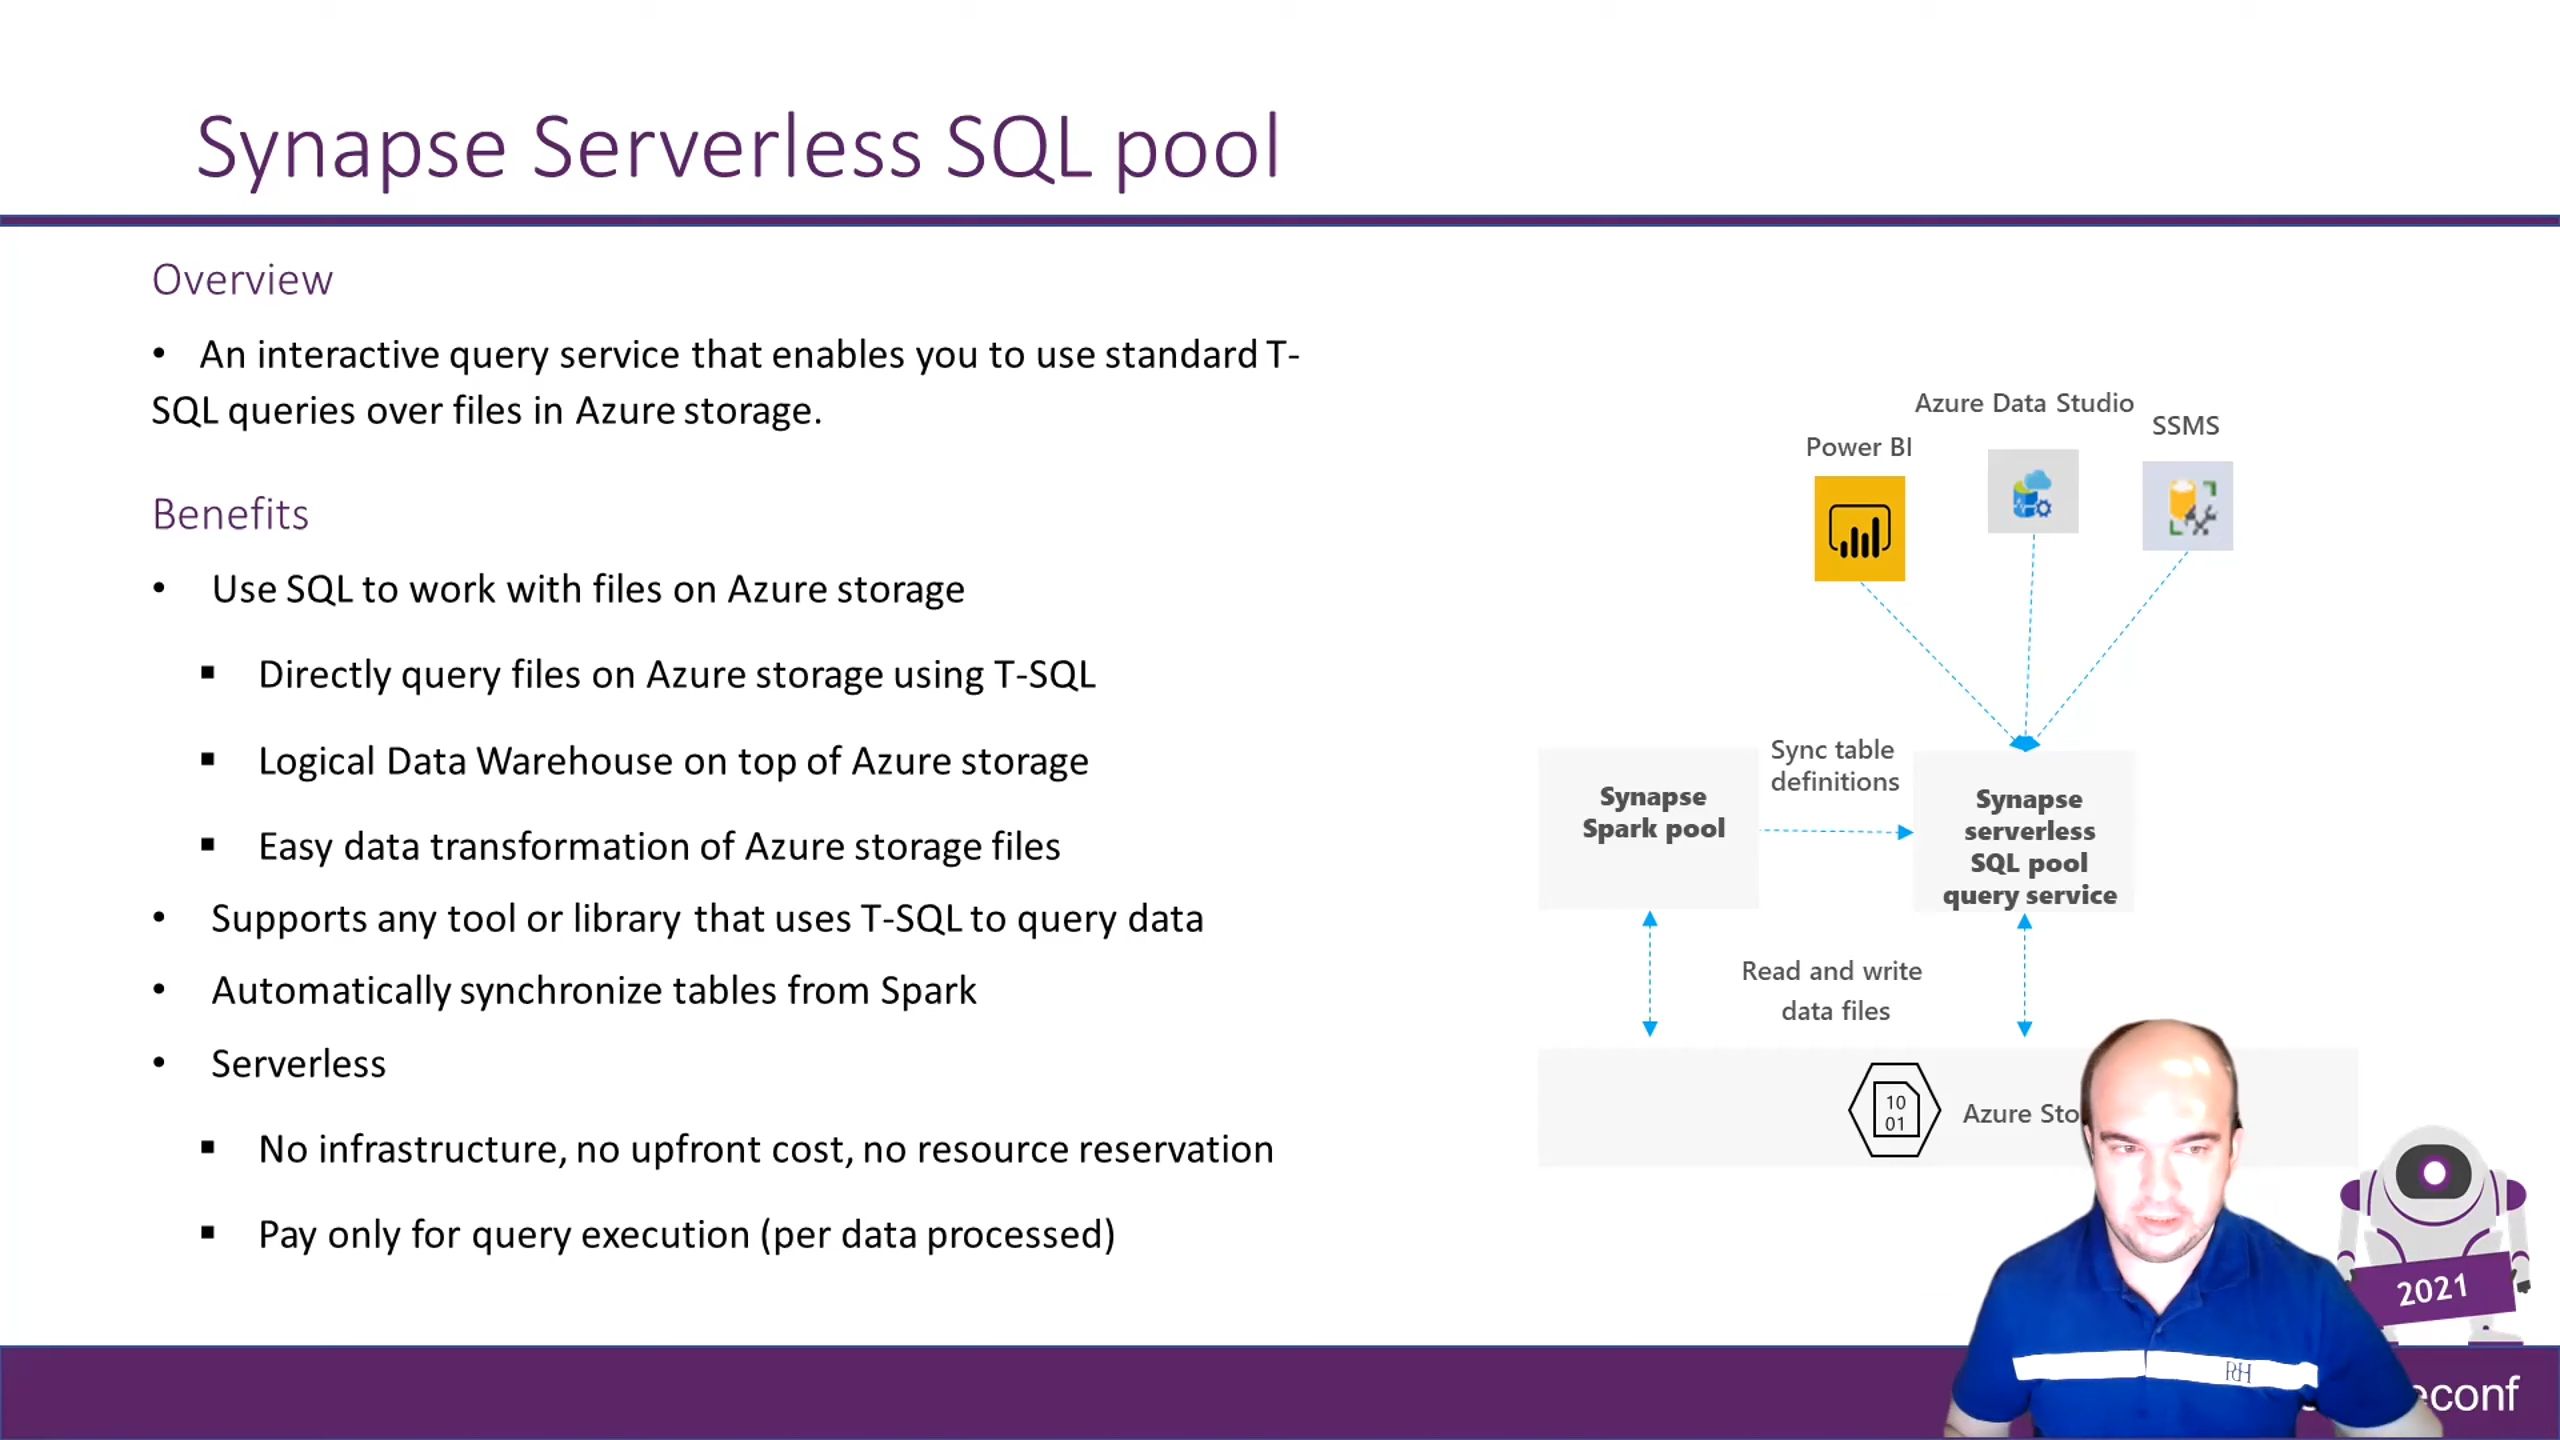 Synapse Serverless SQL pool
Overview
• An interactive query service that enables you to use standard T-
SQL queries over files in Azure storage.
Benefits
• Use SQL to work with files on Azure storage
▪ Directly query files on Azure storage using T-SQL
▪ Logical Data Warehouse on top of Azure storage
▪ Easy data transformation of Azure storage files
• Supports any tool or library that uses T-SQL to query data
• Automatically synchronize tables from Spark
• Serverless
▪ No infrastructure, no upfront cost, no resource reservation
▪ Pay only for query execution (per data processed)
Azure Data Studio
SSMS
Power BI
Sync table
definitions
Synapse
Spark pool
Synapse
serverless
SQL pool
query service
Read and write
data files
10
01
Azure
2021
RH